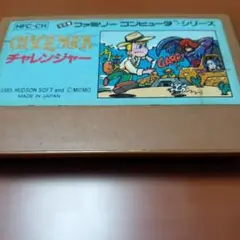 HFC-CH
ファミリー コンピュータ・シリーズ
チャレンジャー
1985 HUDSON SOFT and © MICMO
MADE IN JAPAN